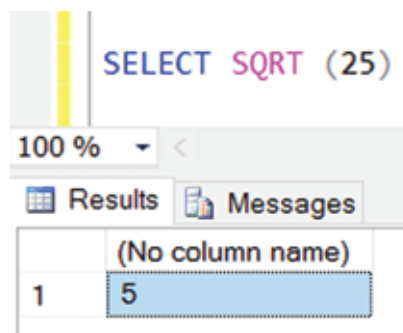 SELECT SQRT (25)
100 %
Results Messages
(No column name)
1 5